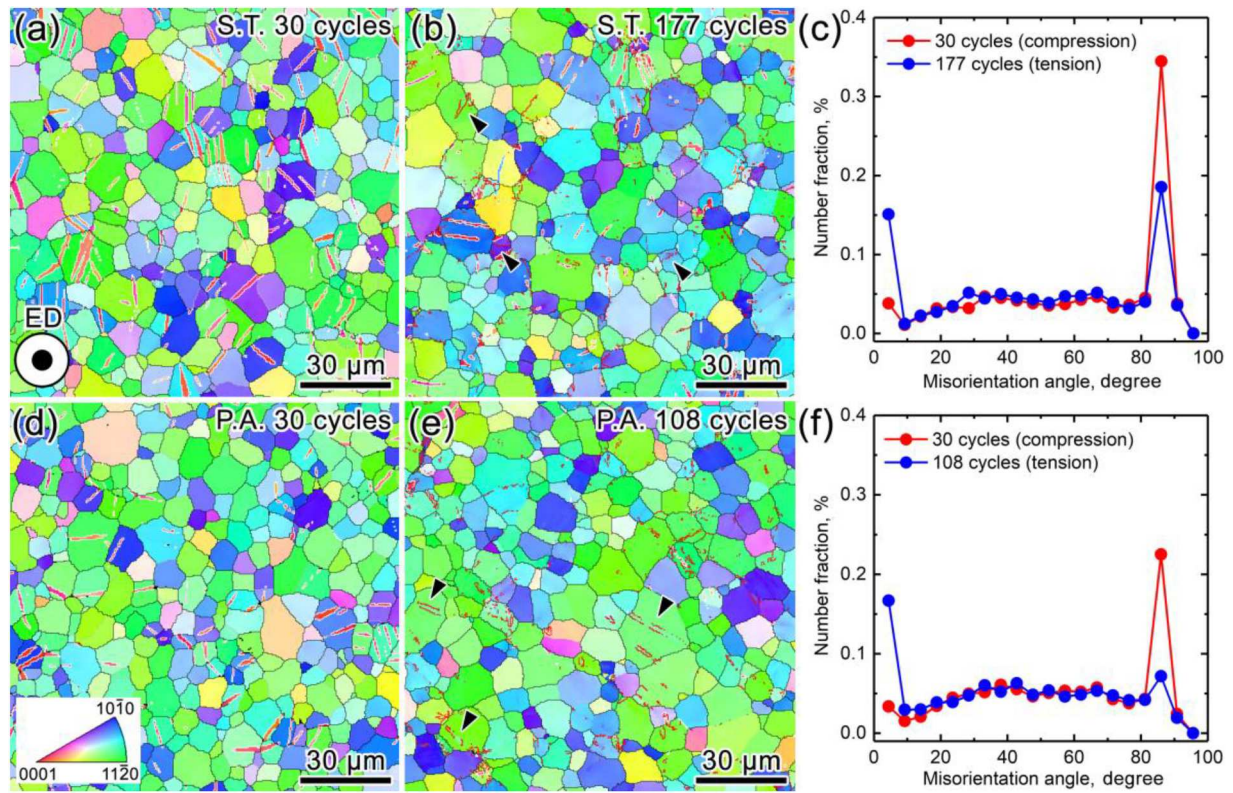 (a) S.T. 30 cycles
ED
30 μm
(b) S.T. 177 cycles
30 μm
(c)
0.4
0.3
0.2
0.1
0.0
Number fraction, %
30 cycles (compression)
177 cycles (tension)
0 20 40 60 80 100
Misorientation angle, degree
(d) P.A. 30 cycles
101̅0
0001 112̅0
30 μm
(e) P.A. 108 cycles
30 μm
(f)
0.4
0.3
0.2
0.1
0.0
Number fraction, %
30 cycles (compression)
108 cycles (tension)
0 20 40 60 80 100
Misorientation angle, degree